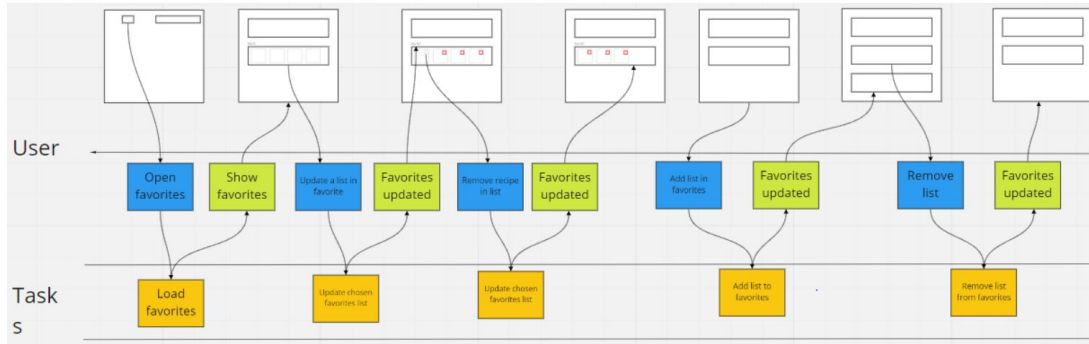 User
Open
favorites
Show
favorites
Update a list in
favorite
Favorites
updated
Remove recipe
in list
Favorites
updated
Add list in
favorites
Favorites
updated
Remove
list
Favorites
updated
Task
s
Load
favorites
Update chosen
favorites list
Update chosen
favorites list
Add list to
favorites
Remove list
from favorites